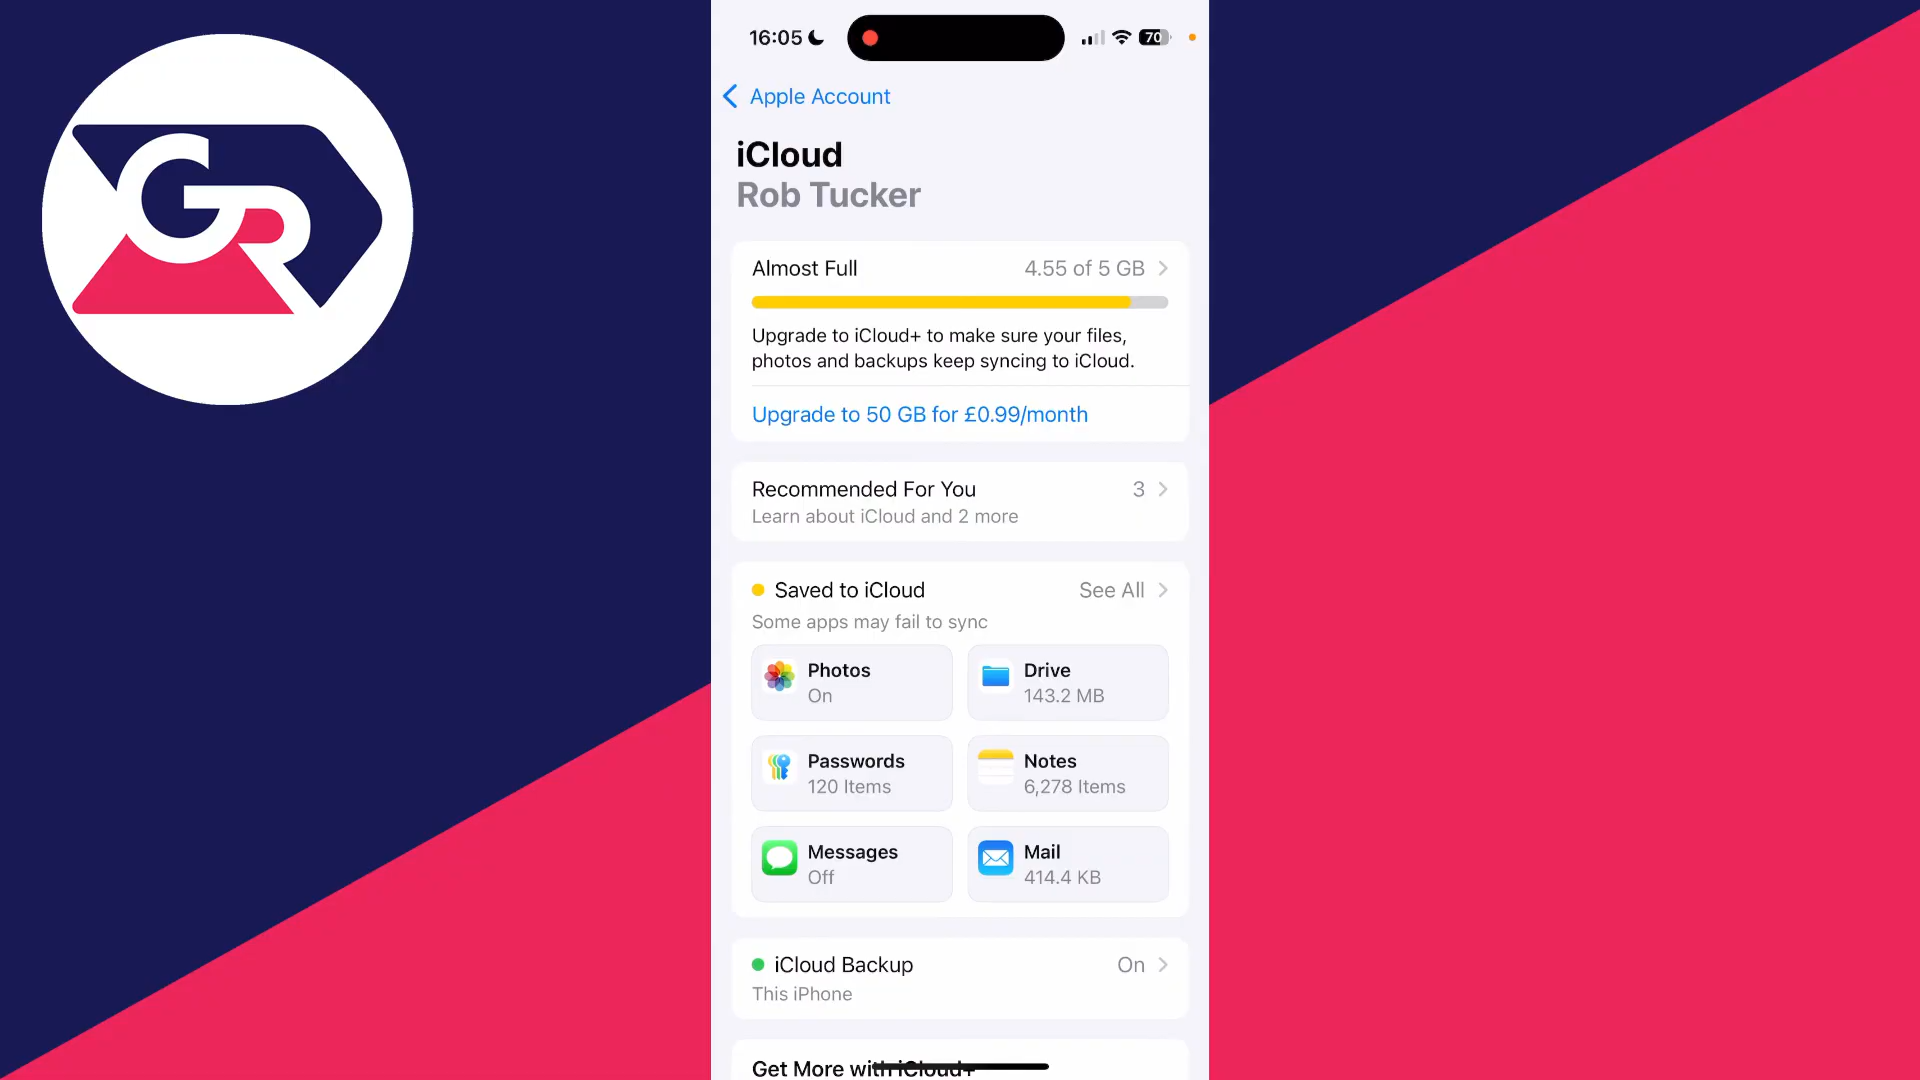 GR
16:05
70
Apple Account
iCloud
Rob Tucker
Almost Full
4.55 of 5 GB
Upgrade to iCloud+ to make sure your files,
photos and backups keep syncing to iCloud.
Upgrade to 50 GB for £0.99/month
Recommended For You
3
Learn about iCloud and 2 more
Saved to iCloud
See All
Some apps may fail to sync
Photos
On
Drive
143.2 MB
Passwords
120 Items
Notes
6,278 Items
Messages
Off
Mail
414.4 KB
iCloud Backup
On
This iPhone
Get More with iCloud+